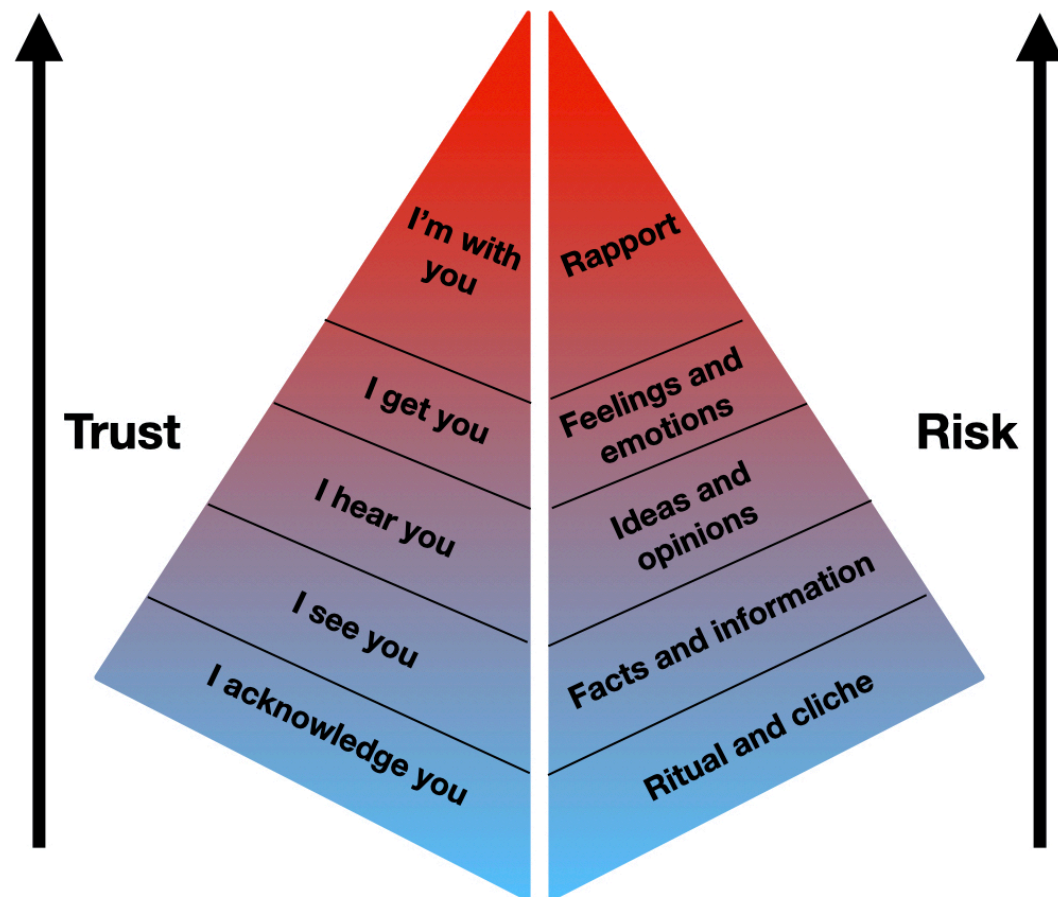 I'm with
you
Rapport
I get you
Feelings and
emotions
Trust
Risk
I hear you
Ideas and
opinions
I see you
Facts and information
I acknowledge you
Ritual and cliche